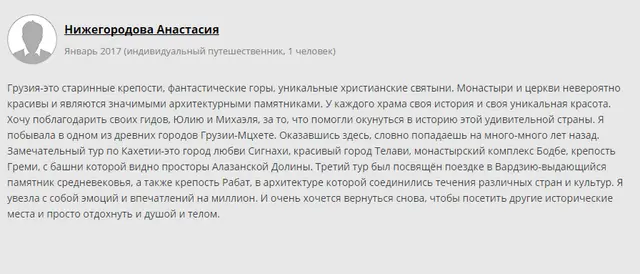 Нижегородова Анастасия
Январь 2017 (индивидуальный путешественник, 1 человек)
Грузия-это старинные крепости, фантастические горы, уникальные христианские святыни. Монастыри и церкви невероятно
красивы и являются значимыми архитектурными памятниками. У каждого храма своя история и своя уникальная красота.
Хочу поблагодарить своих гидов, Юлию и Михаэля, за то, что помогли окунуться в историю этой удивительной страны. Я
побывала в одном из древних городов Грузии-Мцхете. Оказавшись здесь, словно попадаешь на много-много лет назад.
Замечательный тур по Кахетии-это город любви Сигнахи, красивый город Телави, монастырский комплекс Бодбе, крепость
Греми, с башни которой видно просторы Алазанской Долины. Третий тур был посвящён поездке в Вардзию-выдающийся
памятник средневековья, а также крепость Рабат, в архитектуре которой соединились течения различных стран и культур. Я
увезла с собой эмоций и впечатлений на миллион. И очень хочется вернуться снова, чтобы посетить другие исторические
места и просто отдохнуть и душой и телом.